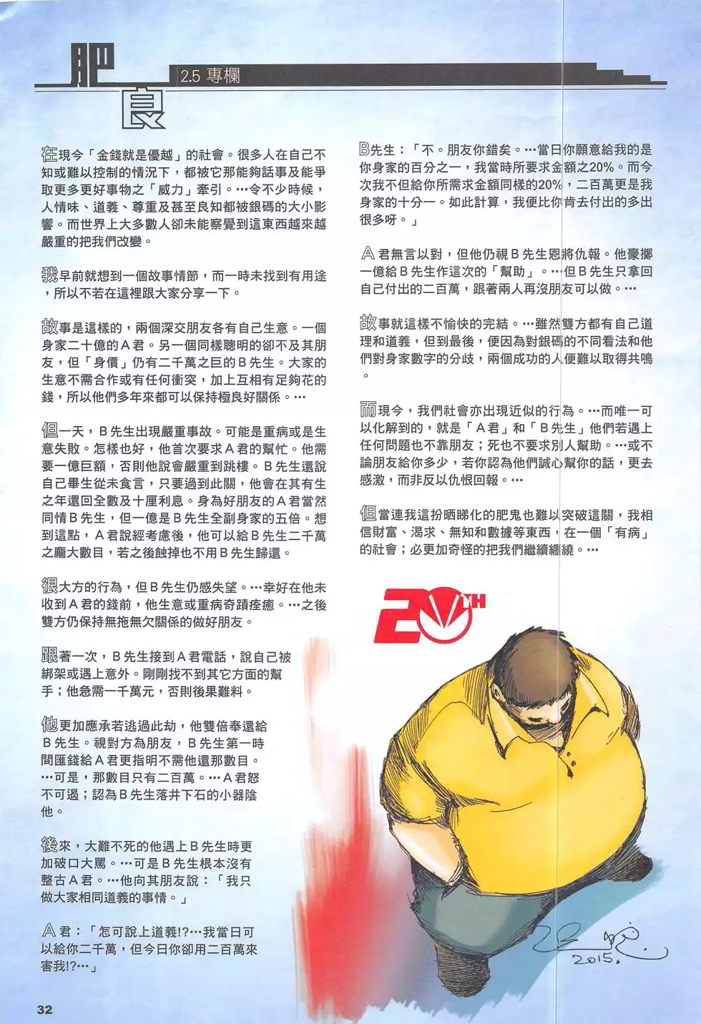 肥
良
2.5 專欄
在現今「金錢就是優越」的社會。很多人在自己不
知或難以控制的情況下，都被它那能夠話事及能爭
取更多更好事物之「威力」牽引。…令不少時候，
人情味、道義、尊重及甚至良知都被銀碼的大小影
響。而世界上大多數人卻未能察覺到這東西越來越
嚴重的把我們改變。
我早前就想到一個故事情節，而一時未找到有用途
，所以不若在這裡跟大家分享一下。
故事是這樣的，兩個深交朋友各有自己生意。一個
身家二十億的A君。另一個同樣聰明的卻不及其朋
友，但「身價」仍有二千萬之巨的B先生。大家的
生意不需合作或有任何衝突，加上互相有足夠花的
錢，所以他們多年來都可以保持極良好關係。…
但一天，B先生出現嚴重事故。可能是重病或是生
意失敗。怎樣也好，他首次要求A君的幫忙。他需
要一億巨額，否則他說會嚴重到跳樓。B先生還說
自己畢生從未食言，只要過到此關，他會在其有生
之年還回全數及十厘利息。身為好朋友的A君當然
同情B先生，但一億是B先生全副身家的五倍。想
到這點，A君說經考慮後，他可以給B先生二千萬
之龐大數目，若之後蝕掉也不用B先生歸還。
很大方的行為，但B先生仍感失望。…幸好在他未
收到A君的錢前，他生意或重病奇蹟痊癒。…之後
雙方仍保持無拖無欠關係的做好朋友。
跟著一次，B先生接到A君電話，說自己被
綁架或遇上意外。剛剛找不到其它方面的幫
手；他急需一千萬元，否則後果難料。
他更加應承若逃過此劫，他雙倍奉還給
B先生。視對方為朋友，B先生第一時
間匯錢給A君更指明不需他還那數目。
…可是，那數目只有二百萬。…A君怒
不可遏；認為B先生落井下石的小器陰
他。
後來，大難不死的他遇上B先生時更
加破口大罵。…可是B先生根本沒有
整古A君。…他向其朋友說：「我只
做大家相同道義的事情。」
A君：「怎可說上道義!?…我當日可
以給你二千萬，但今日你卻用二百萬來
害我!?…」
B先生：「不。朋友你錯矣。…當日你願意給我的是
你身家的百分之一，我當時所要求金額之20%。而今
次我不但給你所需求金額同樣的20%，二百萬更是我
身家的十分一。如此計算，我便比你肯去付出的多出
很多呀。」
A君無言以對，但他仍視B先生恩將仇報。他豪擲
一億給B先生作這次的「幫助」。…但B先生只拿回
自己付出的二百萬，跟著兩人再沒朋友可以做。…
故事就這樣不愉快的完結。…雖然雙方都有自己道
理和道義，但到最後，便因為對銀碼的不同看法和他
們對身家數字的分歧，兩個成功的人便難以取得共鳴
。
而現今，我們社會亦出現近似的行為。…而唯一可
以化解到的，就是「A君」和「B先生」他們若遇上
任何問題也不靠朋友；死也不要求別人幫助。…或不
論朋友給你多少，若你認為他們誠心幫你的話，更去
感激，而非反以仇恨回報。…
但當連我這扮晒睇化的肥鬼也難以突破這關，我相
信財富、渴求、無知和數據等東西，在一個「有病」
的社會；必更加奇怪的把我們繼續纏繞。…
20TH
2015.
32